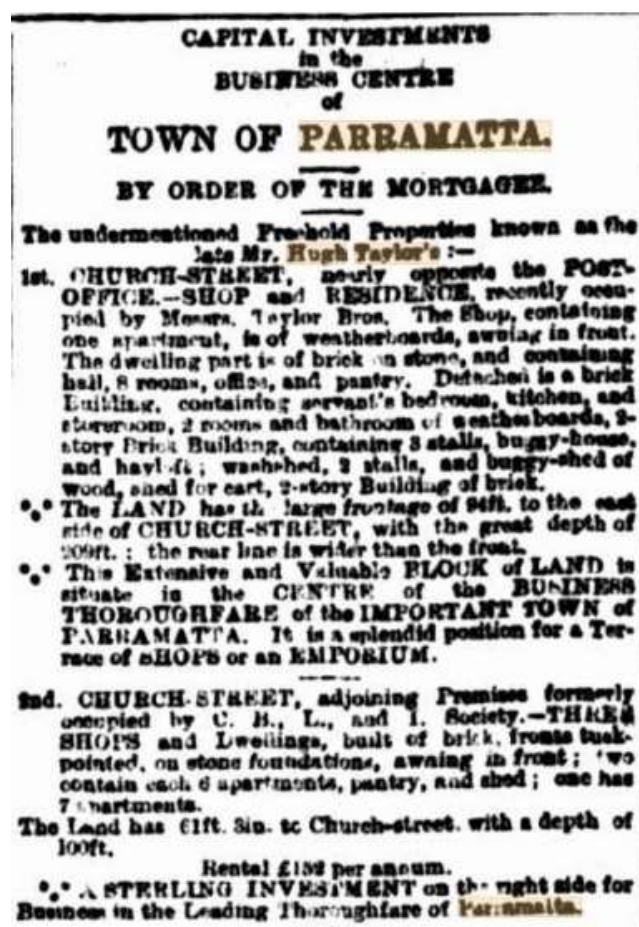 CAPITAL INVESTMENTS
in the
BUSINESS CENTRE
of
TOWN OF PARRAMATTA.
BY ORDER OF THE MORTGAGEE.
The undermentioned Freehold Properties known as the
late Mr. Hugh Taylor's :—
1st. CHURCH-STREET, nearly opposite the POST-
OFFICE.—SHOP and RESIDENCE, recently occu-
pied by Messrs. Taylor Bros. The Shop, containing
one apartment, is of weatherboards, awning in front.
The dwelling part is of brick on stone, and containing
hall, 8 rooms, office, and pantry. Detached is a brick
Building, containing servant's bedroom, kitchen, and
storeroom, 2 rooms and bathroom of weatherboards, 2-
story Brick Building, containing 3 stalls, buggy-house,
and hayloft; washshed, 2 stalls, and buggy-shed of
wood, shed for cart, 2-story Building of brick.
*** The LAND has the large frontage of 94ft. to the east
side of CHURCH-STREET, with the great depth of
209ft. : the rear line is wider than the front.
*** This Extensive and Valuable BLOCK of LAND is
situate in the CENTRE of the BUSINESS
THOROUGHFARE of the IMPORTANT TOWN of
PARRAMATTA. It is a splendid position for a Ter-
race of SHOPS or an EMPORIUM.
2nd. CHURCH-STREET, adjoining Premises formerly
occupied by C. B., L., and I. Society.—THREE
SHOPS and Dwellings, built of brick, fronts tuck-
pointed, on stone foundations, awning in front; two
contain each 6 apartments, pantry, and shed; one has
7 apartments.
The Land has 61ft. 3in. to Church-street, with a depth of
100ft.
Rental £152 per annum.
*** A STERLING INVESTMENT on the right side for
Business in the Leading Thoroughfare of Parramatta.